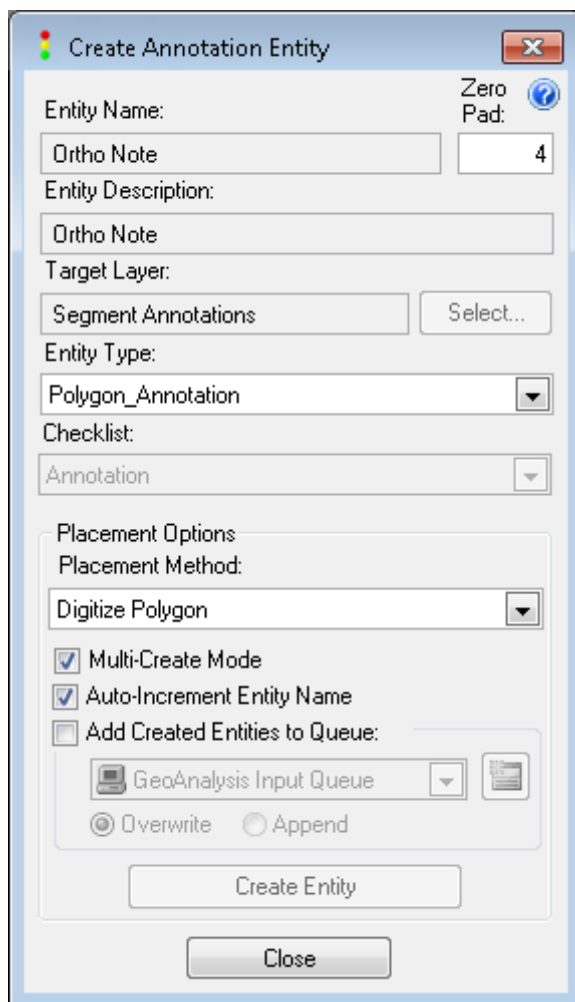 Create Annotation Entity
Zero
Pad:
Entity Name:
Ortho Note
4
Entity Description:
Ortho Note
Target Layer:
Segment Annotations
Select...
Entity Type:
Polygon_Annotation
Checklist:
Annotation
Placement Options
Placement Method:
Digitize Polygon
Multi-Create Mode
Auto-Increment Entity Name
Add Created Entities to Queue:
GeoAnalysis Input Queue
Overwrite
Append
Create Entity
Close